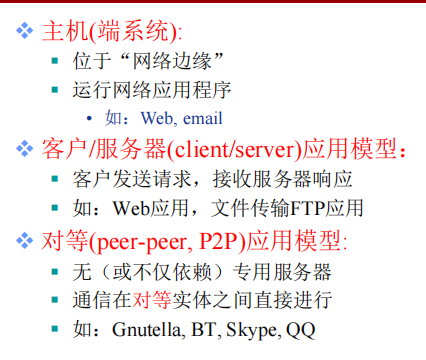 主机(端系统):
位于“网络边缘”
运行网络应用程序
如：Web, email
客户/服务器(client/server)应用模型：
客户发送请求，接收服务器响应
如：Web应用，文件传输FTP应用
对等(peer-peer, P2P)应用模型:
无（或不仅依赖）专用服务器
通信在对等实体之间直接进行
如：Gnutella, BT, Skype, QQ